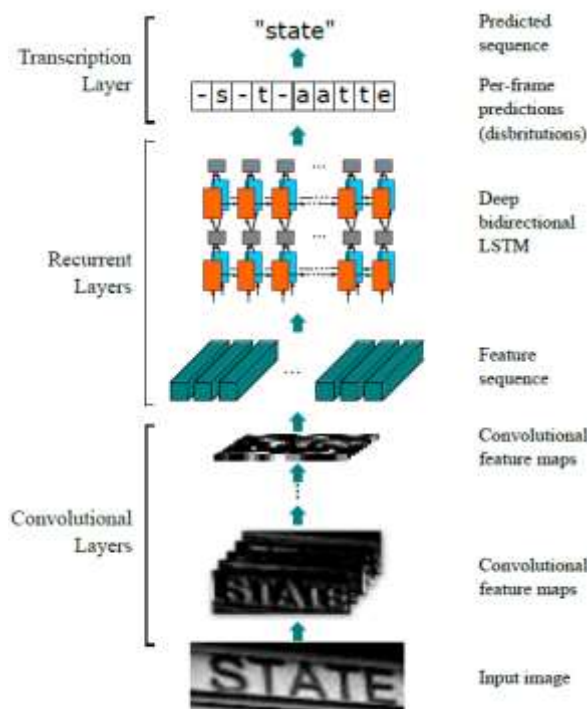 "state"
Predicted sequence
Transcription Layer
- s - t - a a t t e
Per-frame predictions (disbritutions)
...
...
Deep bidirectional LSTM
Recurrent Layers
...
Feature sequence
Convolutional feature maps
Convolutional Layers
STATE
Convolutional feature maps
STATE
Input image